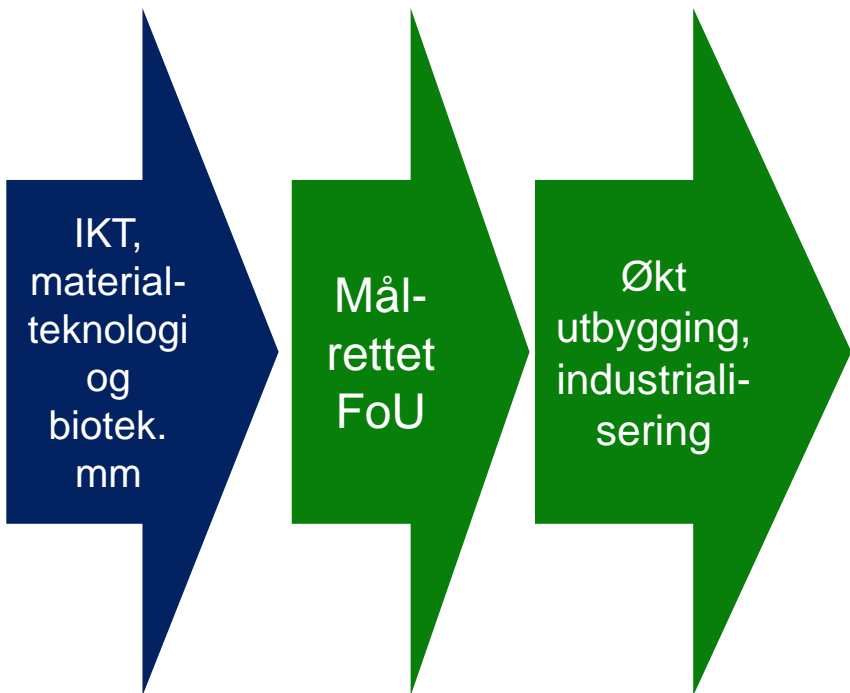 IKT,
material-
teknologi
og
biotek.
mm
Mål-
rettet
FoU
Økt
utbygging,
industriali-
sering